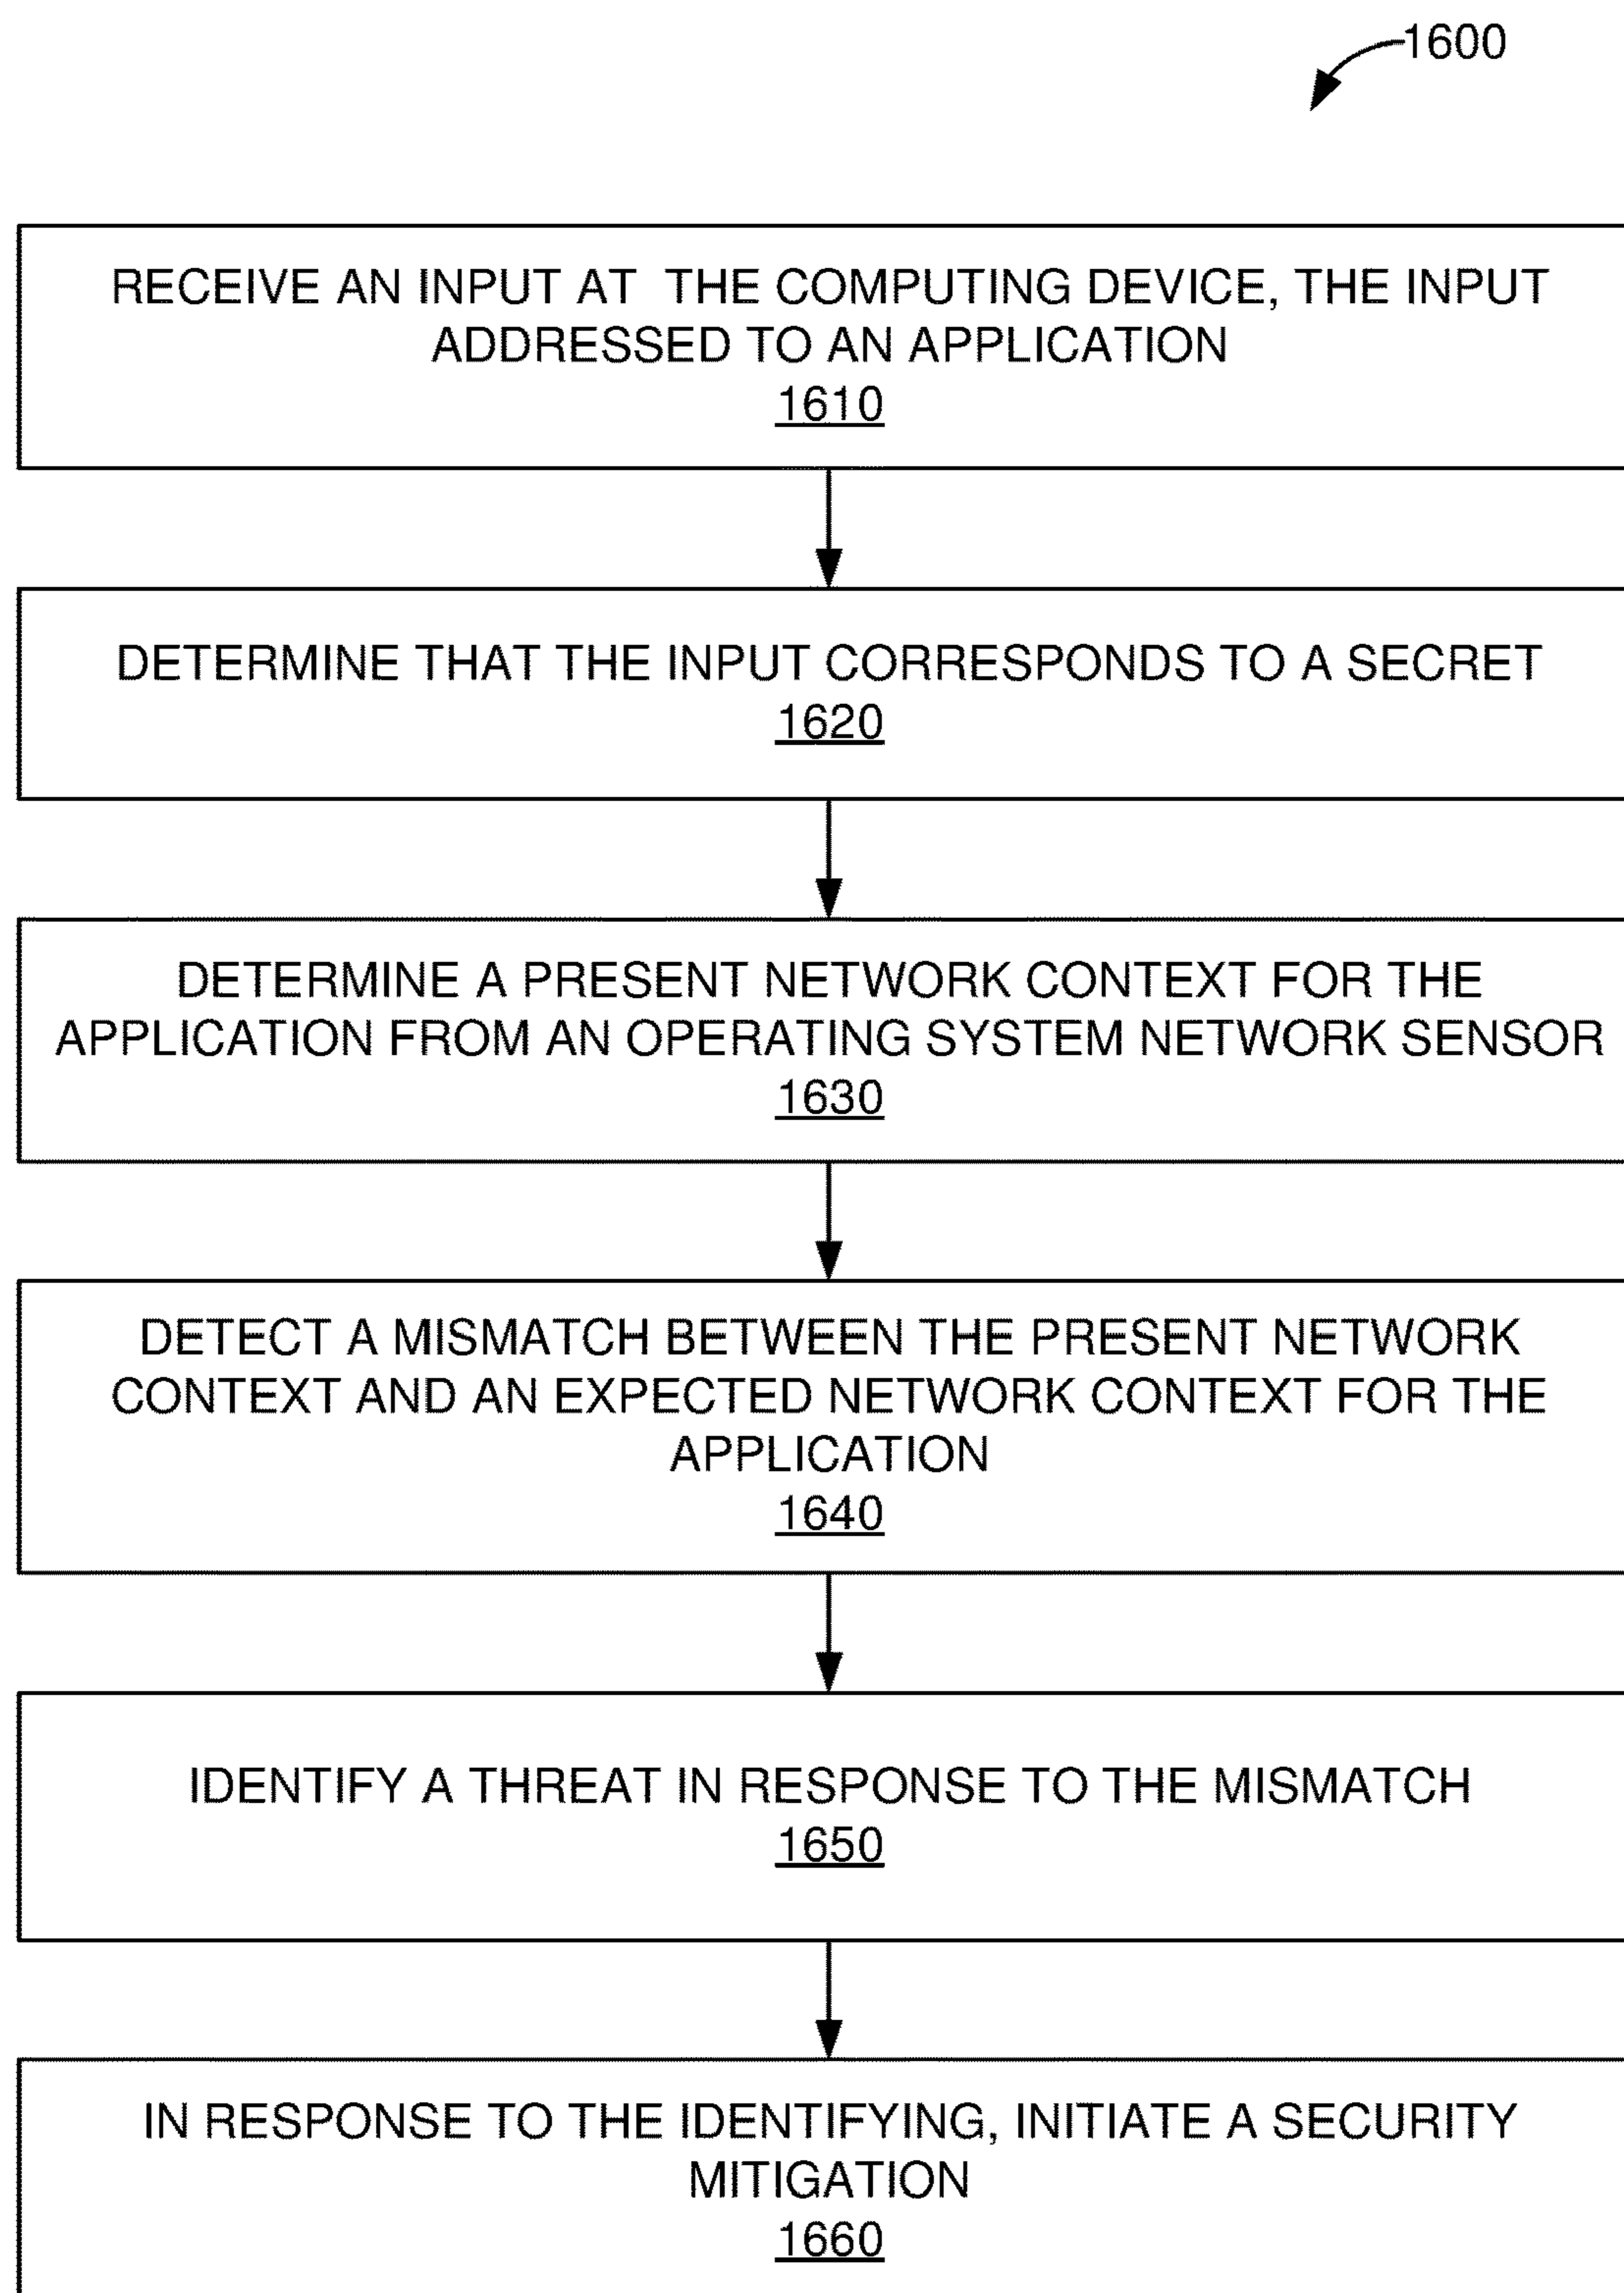 1600
RECEIVE AN INPUT AT THE COMPUTING DEVICE, THE INPUT
ADDRESSED TO AN APPLICATION
1610
DETERMINE THAT THE INPUT CORRESPONDS TO A SECRET
1620
DETERMINE A PRESENT NETWORK CONTEXT FOR THE
APPLICATION FROM AN OPERATING SYSTEM NETWORK SENSOR
1630
DETECT A MISMATCH BETWEEN THE PRESENT NETWORK
CONTEXT AND AN EXPECTED NETWORK CONTEXT FOR THE
APPLICATION
1640
IDENTIFY A THREAT IN RESPONSE TO THE MISMATCH
1650
IN RESPONSE TO THE IDENTIFYING, INITIATE A SECURITY
MITIGATION
1660